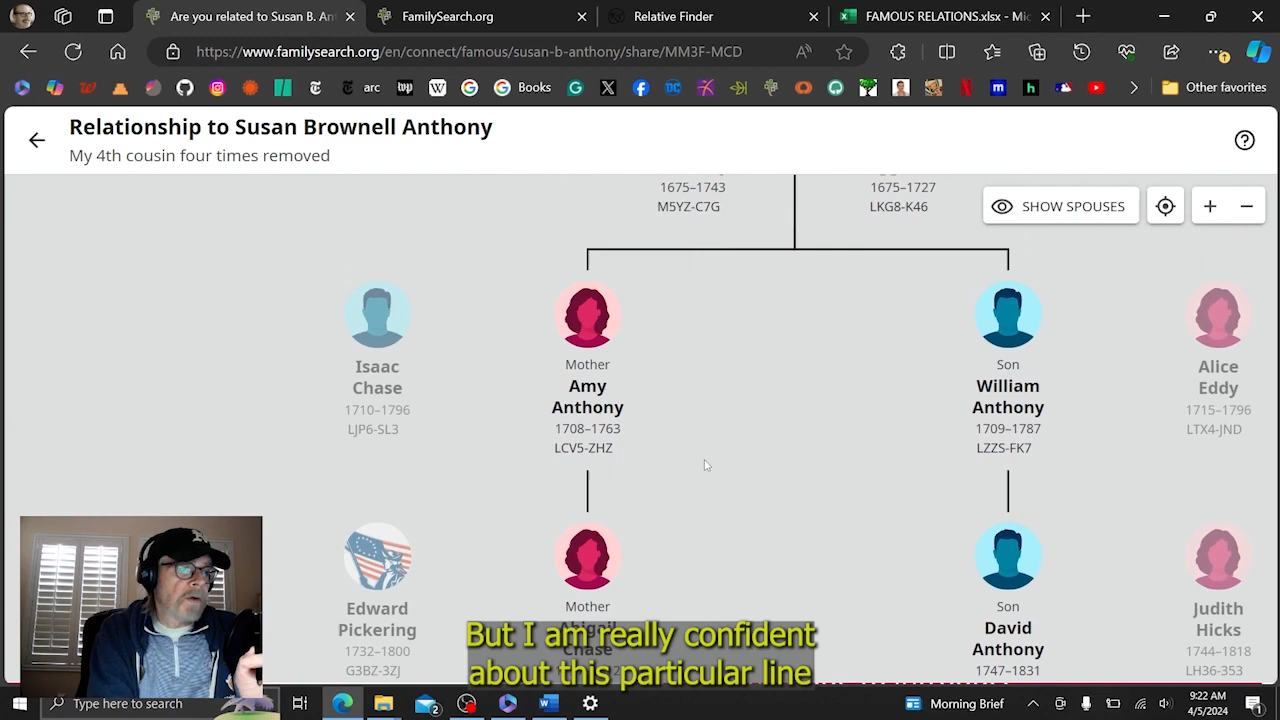 Are you related to Susan B. Ant
FamilySearch.org
Relative Finder
FAMOUS RELATIONS.xlsx - Mic
https://www.familysearch.org/en/connect/famous/susan-b-anthony/share/MM3F-MCD
arc
Books
Other favorites
Relationship to Susan Brownell Anthony
My 4th cousin four times removed
1675–1743
M5YZ-C7G
1675–1727
LKG8-K46
SHOW SPOUSES
Isaac
Chase
1710–1796
LJP6-SL3
Mother
Amy
Anthony
1708–1763
LCV5-ZHZ
Son
William
Anthony
1709–1787
LZZS-FK7
Alice
Eddy
1715–1796
LTX4-JND
Edward
Pickering
1732–1800
G3BZ-3ZJ
Mother
Abigail
Chase
Son
David
Anthony
1747–1831
Judith
Hicks
1744–1818
LH36-353
But I am really confident
about this particular line
Type here to search
Morning Brief
9:22 AM
4/5/2024